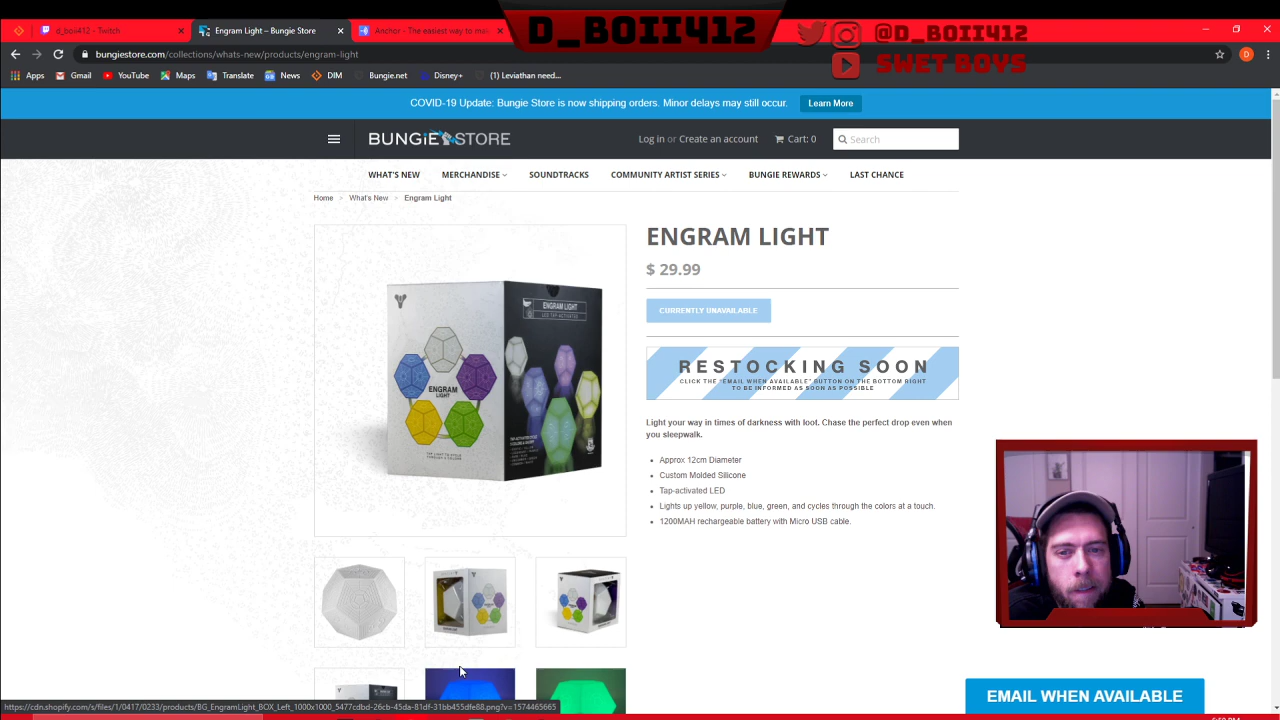 D_BOII412
@D_BOII412
SWET BOYS
d_boii412 - Twitch
Engram Light – Bungie Store
Anchor - The easiest way to mak
bungiestore.com/collections/whats-new/products/engram-light
Apps
Gmail
YouTube
Maps
Translate
News
DIM
Bungie.net
Disney+
(1) Leviathan need...
COVID-19 Update: Bungie Store is now shipping orders. Minor delays may still occur.
Learn More
BUNGIE STORE
Log in or Create an account
Cart: 0
Search
WHAT'S NEW
MERCHANDISE
SOUNDTRACKS
COMMUNITY ARTIST SERIES
BUNGIE REWARDS
LAST CHANCE
Home > What's New > Engram Light
ENGRAM LIGHT
$ 29.99
CURRENTLY UNAVAILABLE
RESTOCKING SOON
CLICK THE "EMAIL WHEN AVAILABLE" BUTTON ON THE BOTTOM RIGHT
TO BE INFORMED AS SOON AS POSSIBLE
Light your way in times of darkness with loot. Chase the perfect drop even when
you sleepwalk.
Approx 12cm Diameter
Custom Molded Silicone
Tap-activated LED
Lights up yellow, purple, blue, green, and cycles through the colors at a touch.
1200MAH rechargeable battery with Micro USB cable.
ENGRAM LIGHT
LED TAP-ACTIVATED
ENGRAM
LIGHT
EMAIL WHEN AVAILABLE
https://cdn.shopify.com/s/files/1/0417/0233/products/BG_EngramLight_BOX_Left_1000x1000_5477cdbd-26cb-45da-81df-31bb455dfe88.png?v=1574465665